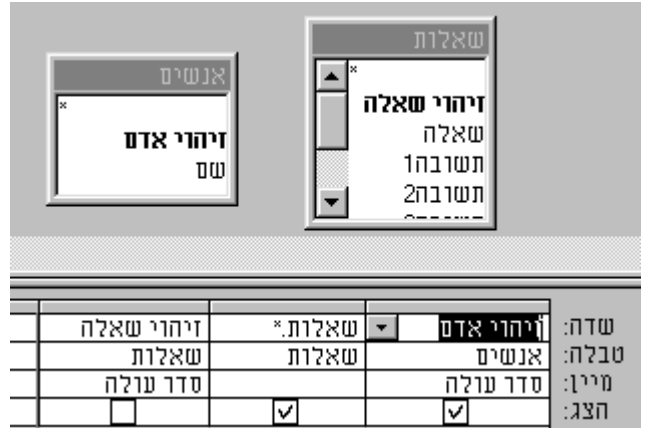 שאלות
*
זיהוי שאלה
שאלה
תשובה1
תשובה2
אנשים
*
זיהוי אדם
שם
שדה: זיהוי אדם שאלות.* זיהוי שאלה
טבלה: אנשים שאלות שאלות
מיין: סדר עולה סדר עולה
הצג: